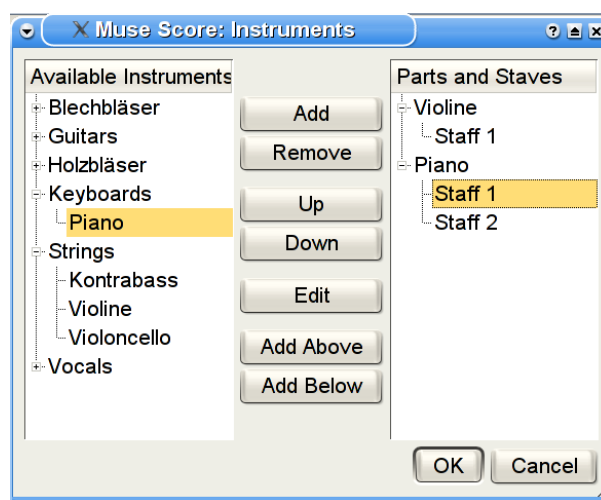 Muse Score: Instruments
Available Instruments
Blechbläser
Guitars
Holzbläser
Keyboards
Piano
Strings
Kontrabass
Violine
Violoncello
Vocals
Add
Remove
Up
Down
Edit
Add Above
Add Below
Parts and Staves
Violine
Staff 1
Piano
Staff 1
Staff 2
OK
Cancel